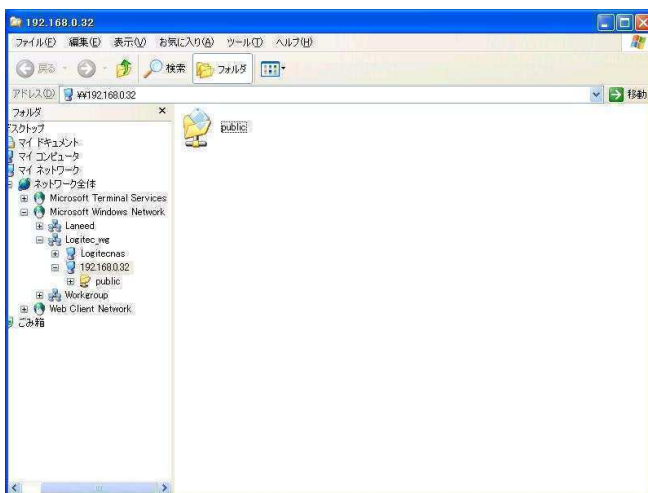 192.168.0.32
ファイル(F) 編集(E) 表示(V) お気に入り(A) ツール(T) ヘルプ(H)
戻る 検索 フォルダ
アドレス(D) ¥¥192.168.0.32 移動
フォルダ ×
スクトップ
マイ ドキュメント
マイ コンピュータ
マイ ネットワーク
ネットワーク全体
Microsoft Terminal Services
Microsoft Windows Network
Laneed
Logitec_wg
Logitecnas
192.168.0.32
public
Workgroup
Web Client Network
ごみ箱
public